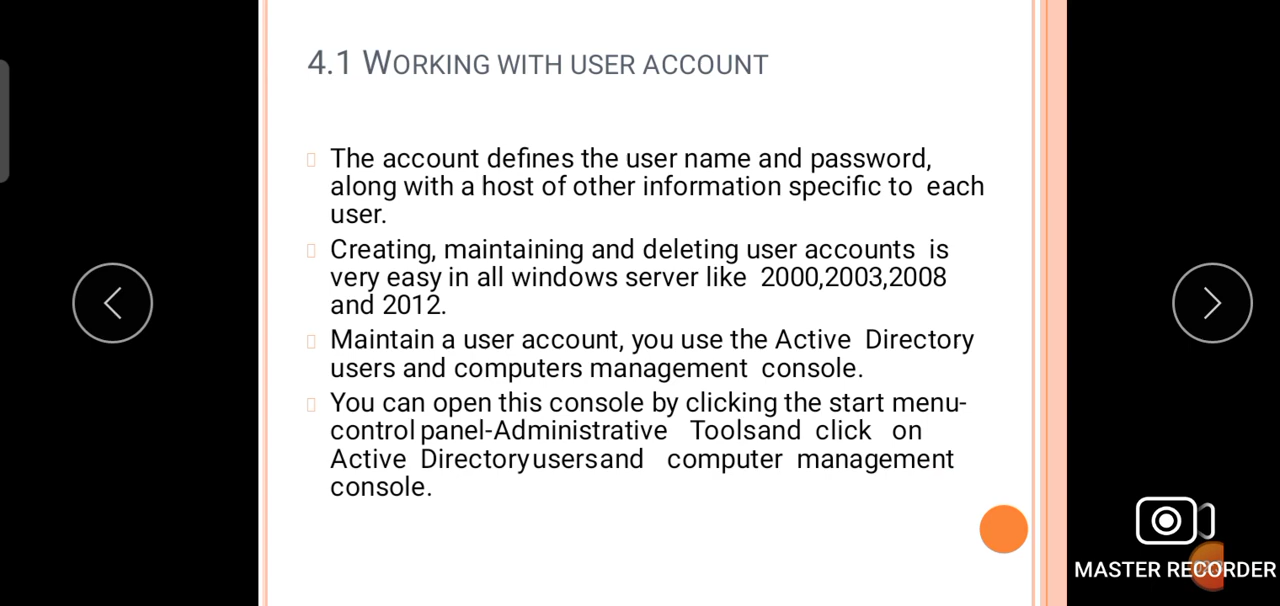 4.1 WORKING WITH USER ACCOUNT
The account defines the user name and password,
along with a host of other information specific to each
user.
Creating, maintaining and deleting user accounts is
very easy in all windows server like 2000,2003,2008
and 2012.
Maintain a user account, you use the Active Directory
users and computers management console.
You can open this console by clicking the start menu-
control panel-Administrative Toolsand click on
Active Directoryusersand computer management
console.
MASTER RECORDER